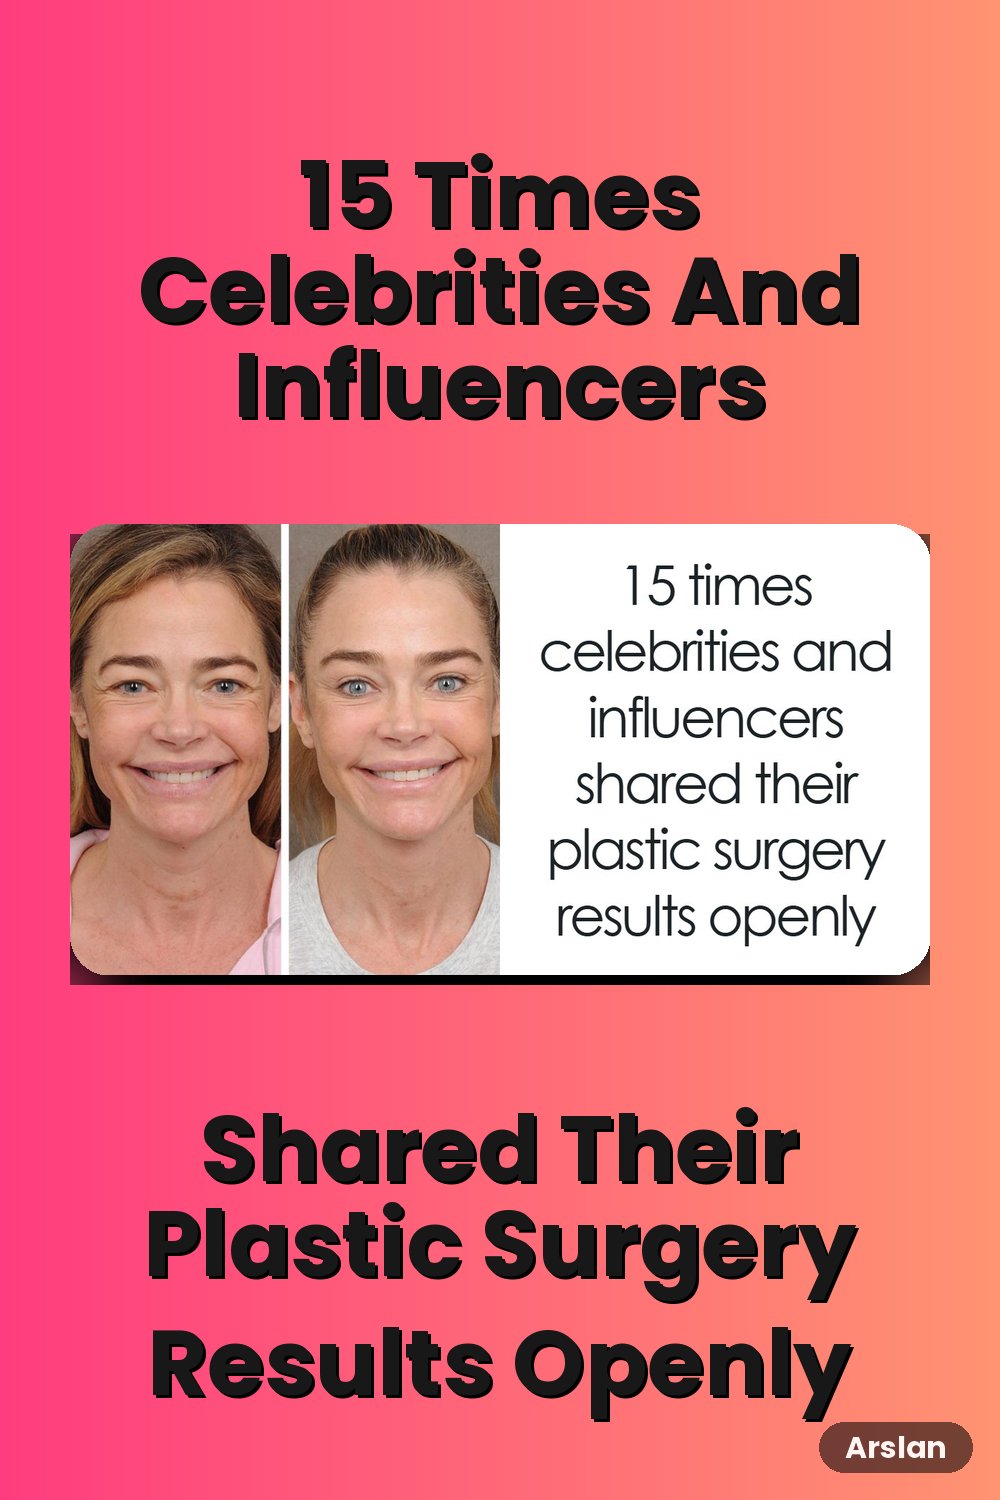 15 Times
Celebrities And
Influencers
15 times
celebrities and
influencers
shared their
plastic surgery
results openly
Shared Their
Plastic Surgery
Results Openly
Arslan